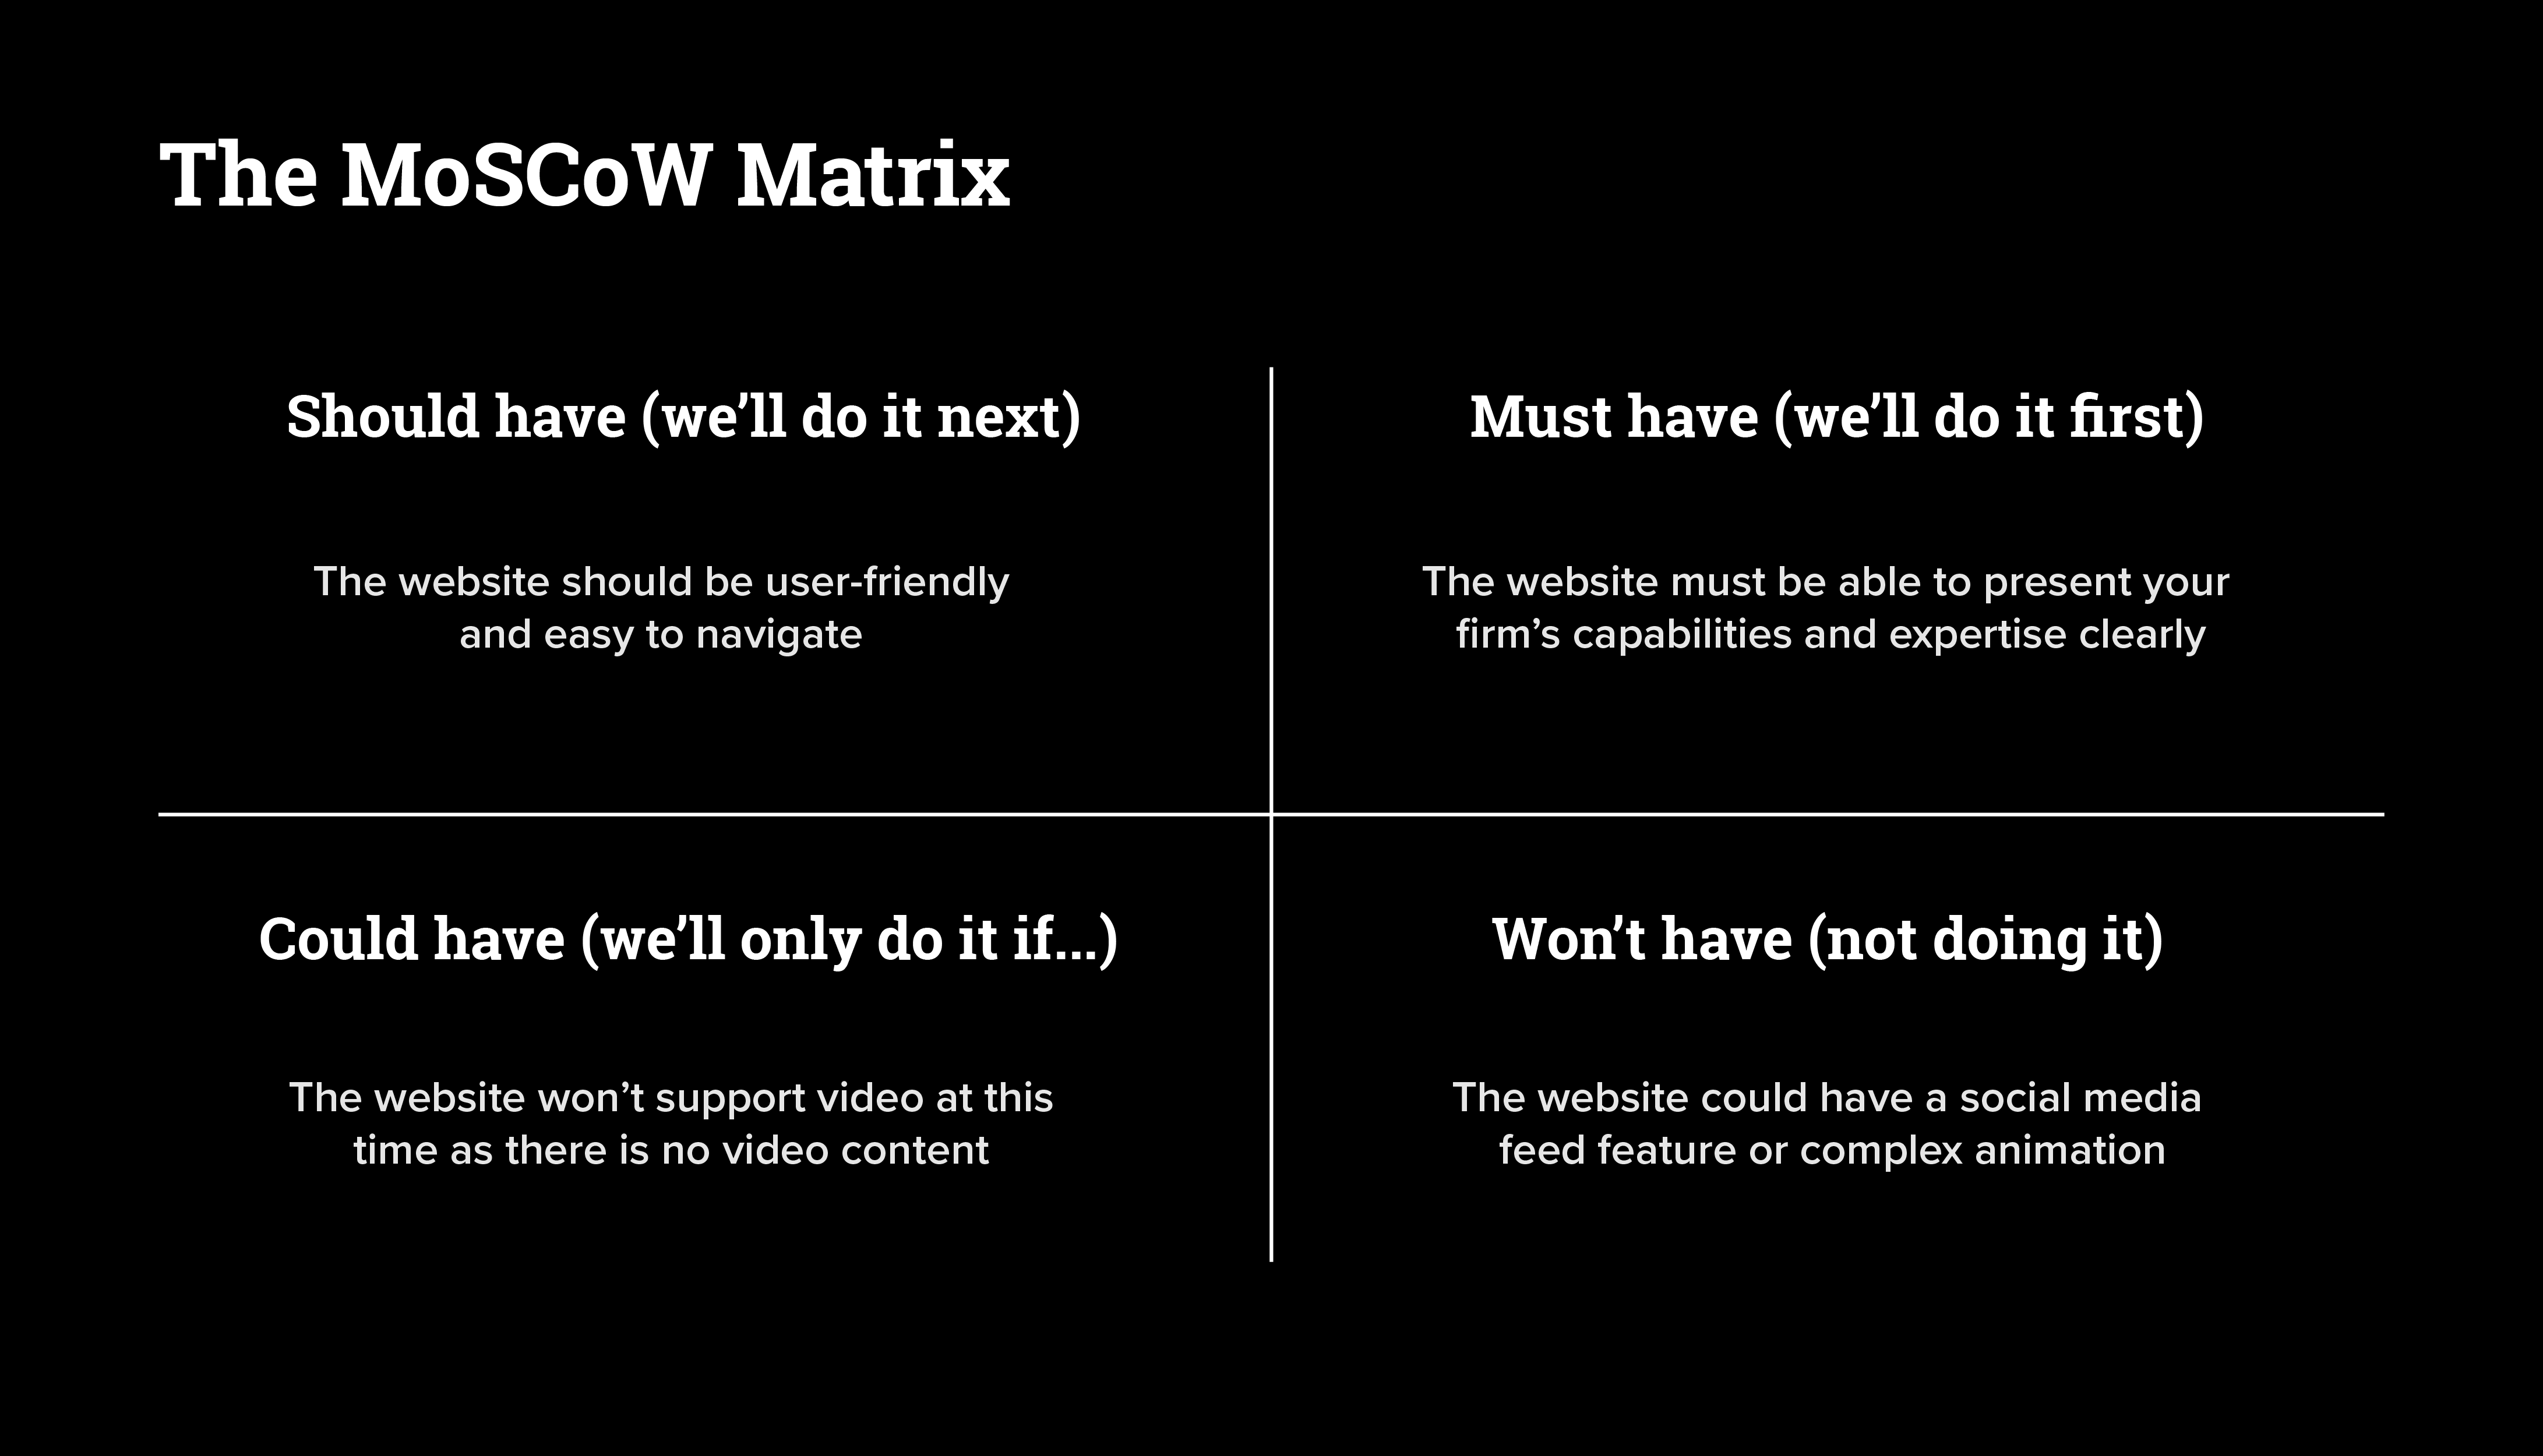 The MoSCoW Matrix
Should have (we’ll do it next)
The website should be user-friendly
and easy to navigate
Must have (we’ll do it first)
The website must be able to present your
firm’s capabilities and expertise clearly
Could have (we’ll only do it if...)
The website won’t support video at this
time as there is no video content
Won’t have (not doing it)
The website could have a social media
feed feature or complex animation